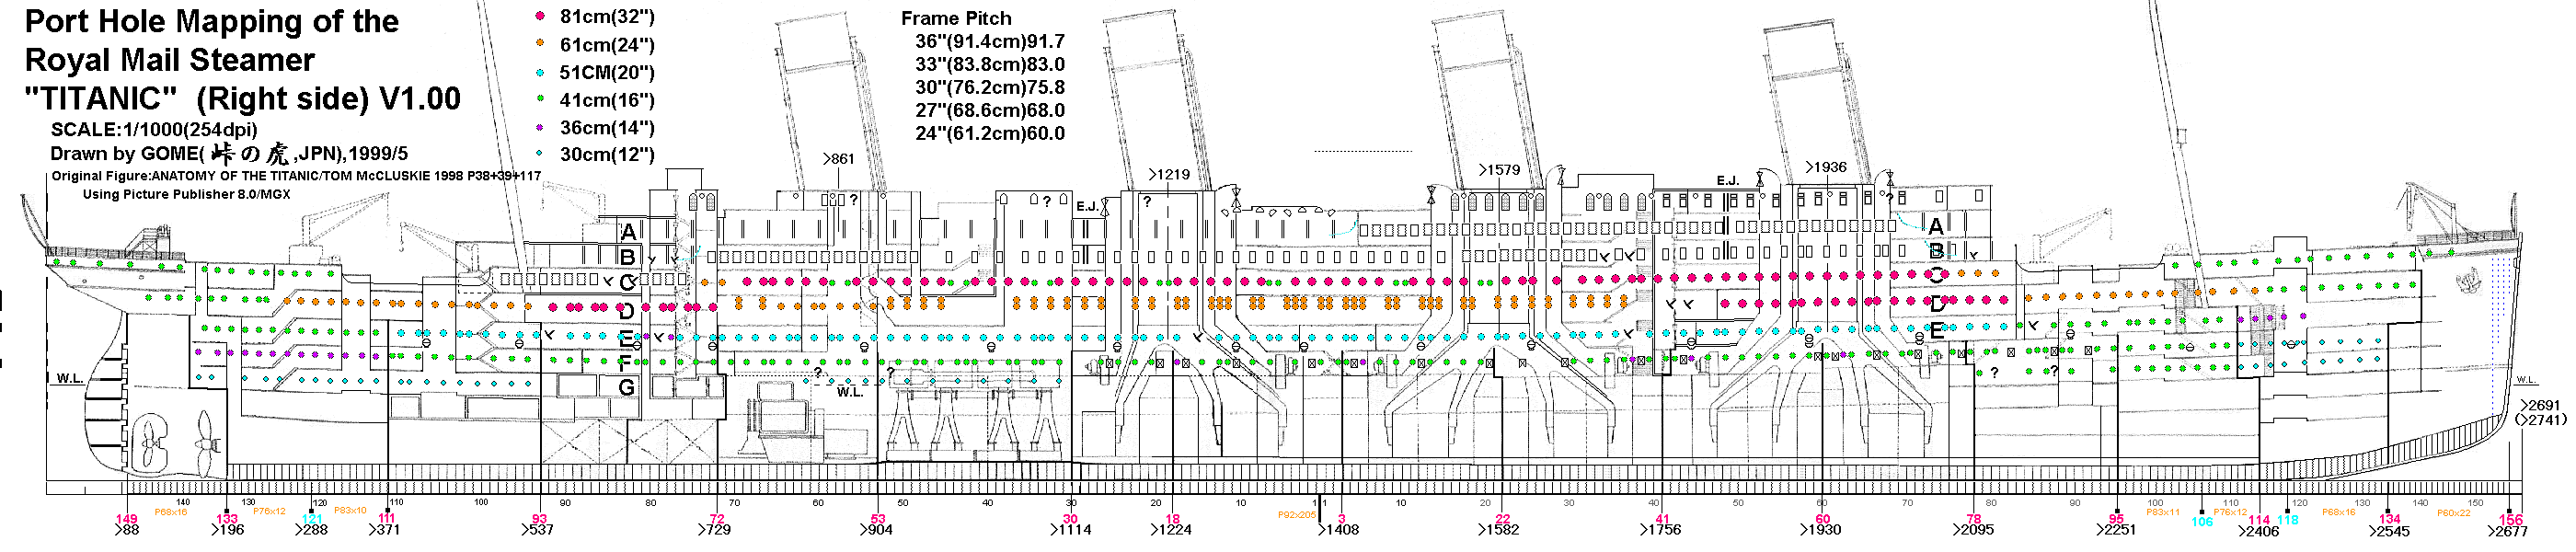 Port Hole Mapping of the
Royal Mail Steamer
"TITANIC" (Right side) V1.00
SCALE:1/1000(254dpi)
Drawn by GOME( 峠の虎 ,JPN),1999/5
Original Figure:ANATOMY OF THE TITANIC/TOM McCLUSKIE 1998 P38+39+117
Using Picture Publisher 8.0/MGX
81cm(32")
61cm(24")
51CM(20")
41cm(16")
36cm(14")
30cm(12")
Frame Pitch
36"(91.4cm)91.7
33"(83.8cm)83.0
30"(76.2cm)75.8
27"(68.6cm)68.0
24"(61.2cm)60.0
>861
>1219
>1579
>1936
E.J.
E.J.
? ? ? ?
A
B
C
D
E
F
G
A
B
C
D
E
W.L.
? ?
W.L.
? ?
W.L.
>2691
(>2741)
140 130 120 110 100 90 80 70 60 50 40 30 20 10 1 1 10 20 30 40 50 60 70 80 90 100 110 120 130 140 150
P68x16 P76x12 P83x10 P92x205 P83x11 P76x12 P68x16 P60x22
149 133 121 111 93 72 53 30 18 3 22 41 60 78 95 106 114 118 134 156
>88 >196 >288 >371 >537 >729 >904 >1114 >1224 >1408 >1582 >1756 >1930 >2095 >2251 >2406 >2545 >2677